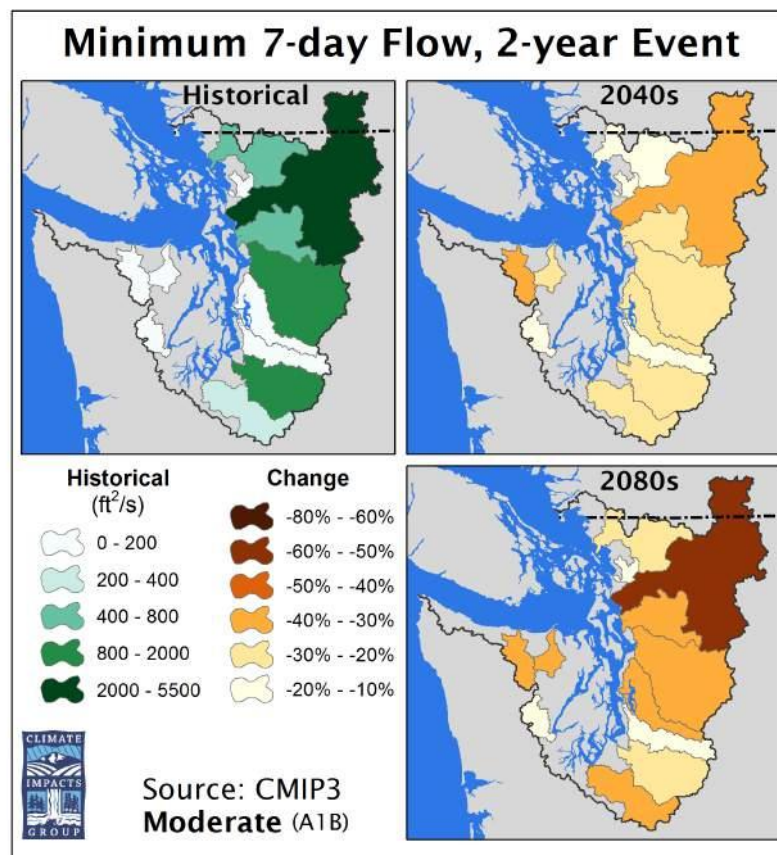 Minimum 7-day Flow, 2-year Event
Historical
2040s
Historical
(ft²/s)
0 - 200
200 - 400
400 - 800
800 - 2000
2000 - 5500
Change
-80% - -60%
-60% - -50%
-50% - -40%
-40% - -30%
-30% - -20%
-20% - -10%
2080s
CLIMATE
IMPACTS
GROUP
Source: CMIP3
Moderate (A1B)